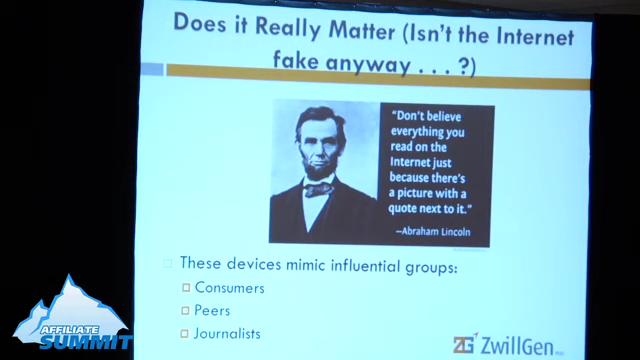 Does it Really Matter (Isn't the Internet
fake anyway . . . ?)
"Don't believe
everything you
read on the
Internet just
because there's
a picture with a
quote next to it."
—Abraham Lincoln
These devices mimic influential groups:
Consumers
Peers
Journalists
AFFILIATE
SUMMIT
ZG ZwillGen